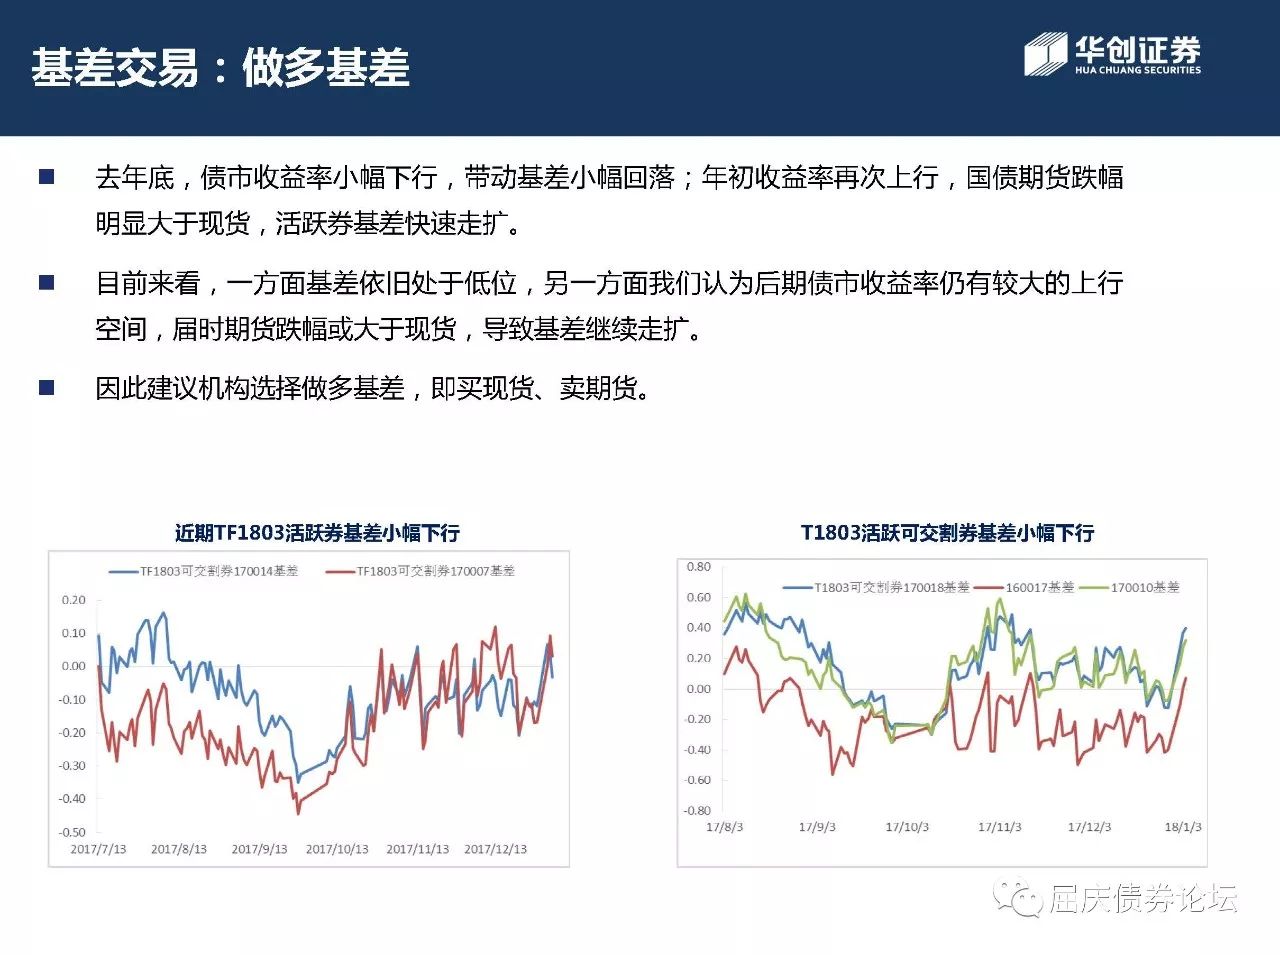 基差交易：做多基差
华创证券
HUA CHUANG SECURITIES
去年底，债市收益率小幅下行，带动基差小幅回落；年初收益率再次上行，国债期货跌幅
明显大于现货，活跃券基差快速走扩。
目前来看，一方面基差依旧处于低位，另一方面我们认为后期债市收益率仍有较大的上行
空间，届时期货跌幅或大于现货，导致基差继续走扩。
因此建议机构选择做多基差，即买现货、卖期货。
近期TF1803活跃券基差小幅下行
TF1803可交割券170014基差 TF1803可交割券170007基差
0.20
0.10
0.00
-0.10
-0.20
-0.30
-0.40
-0.50
2017/7/13 2017/8/13 2017/9/13 2017/10/13 2017/11/13 2017/12/13
T1803活跃可交割券基差小幅下行
T1803可交割券170018基差 160017基差 170010基差
0.80
0.60
0.40
0.20
0.00
-0.20
-0.40
-0.60
-0.80
17/8/3 17/9/3 17/10/3 17/11/3 17/12/3 18/1/3
屈庆债券论坛